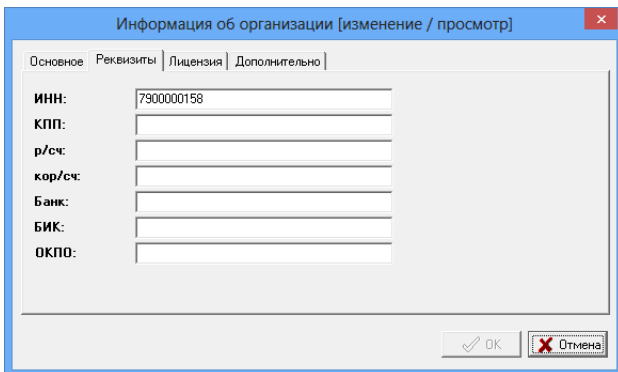 Информация об организации [изменение / просмотр]
Основное Реквизиты Лицензия Дополнительно
ИНН: 7900000158
КПП:
р/сч:
кор/сч:
Банк:
БИК:
ОКПО:
OK Отмена